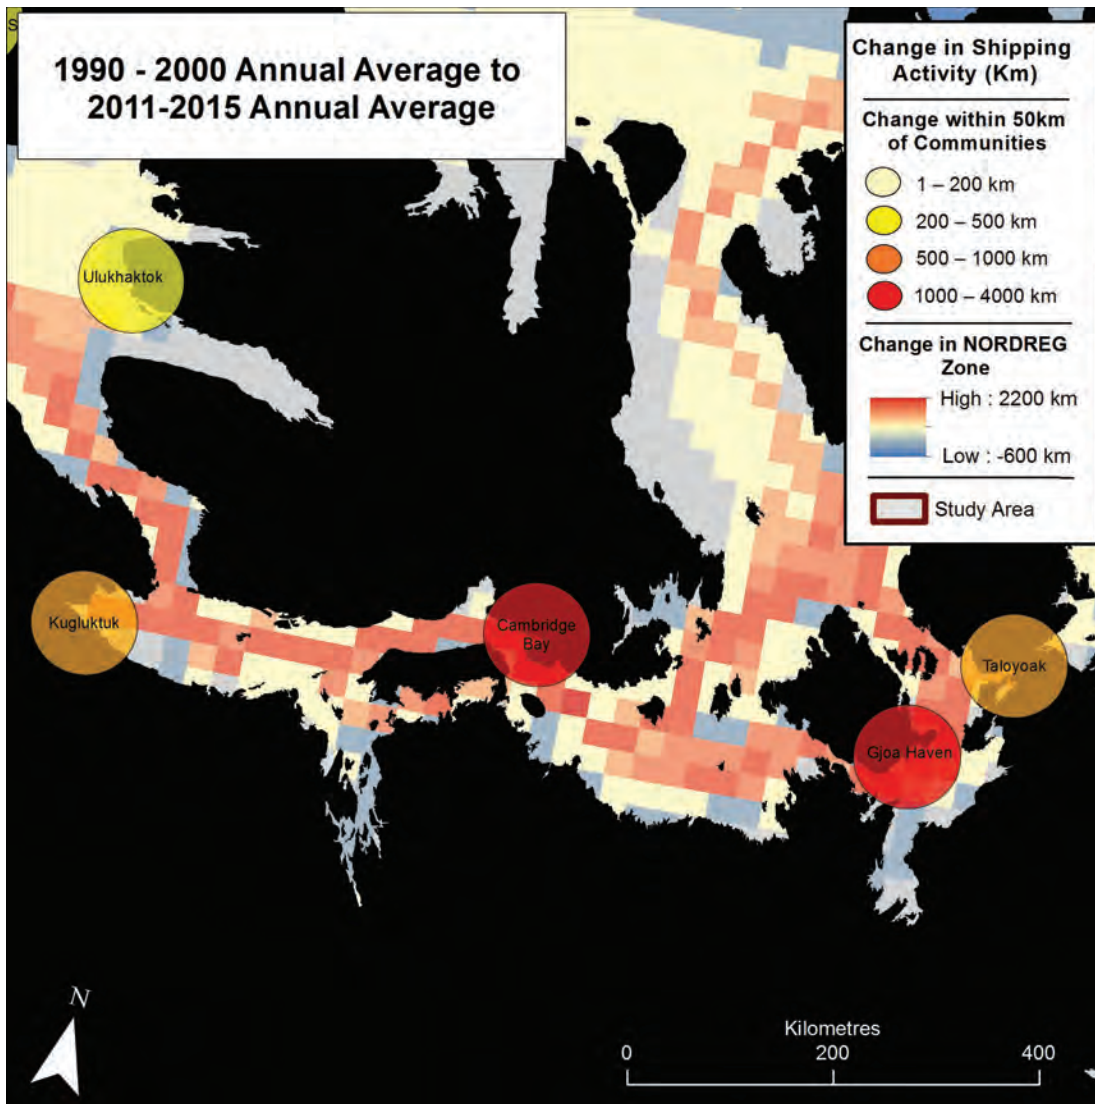 S
1990 - 2000 Annual Average to
2011-2015 Annual Average
Change in Shipping
Activity (Km)
Change within 50km
of Communities
1 – 200 km
200 – 500 km
500 – 1000 km
1000 – 4000 km
Change in NORDREG
Zone
High : 2200 km
Low : -600 km
Study Area
Ulukhaktok
Kugluktuk
Cambridge
Bay
Taloyoak
Gjoa Haven
N
Kilometres
0 200 400